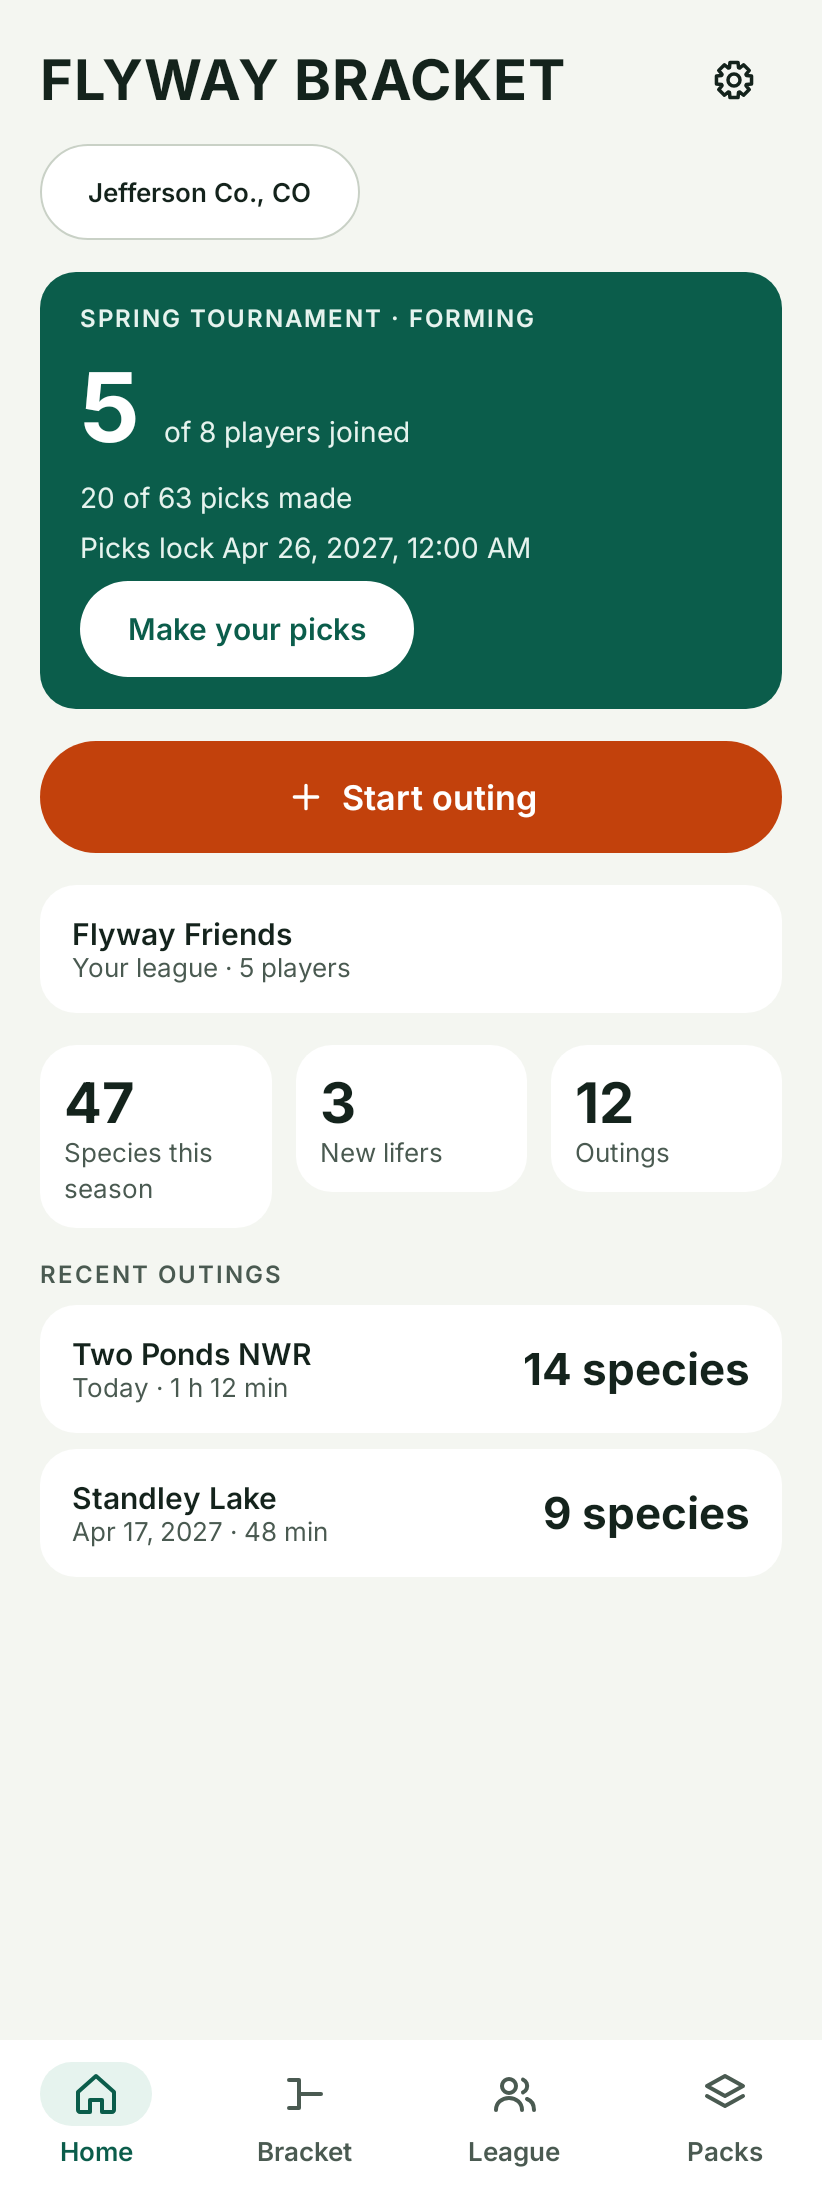 FLYWAY BRACKET
Jefferson Co., CO
SPRING TOURNAMENT · FORMING
5 of 8 players joined
20 of 63 picks made
Picks lock Apr 26, 2027, 12:00 AM
Make your picks
Start outing
Flyway Friends
Your league · 5 players
47
Species this
season
3
New lifers
12
Outings
RECENT OUTINGS
Two Ponds NWR
Today · 1 h 12 min
14 species
Standley Lake
Apr 17, 2027 · 48 min
9 species
Home
Bracket
League
Packs